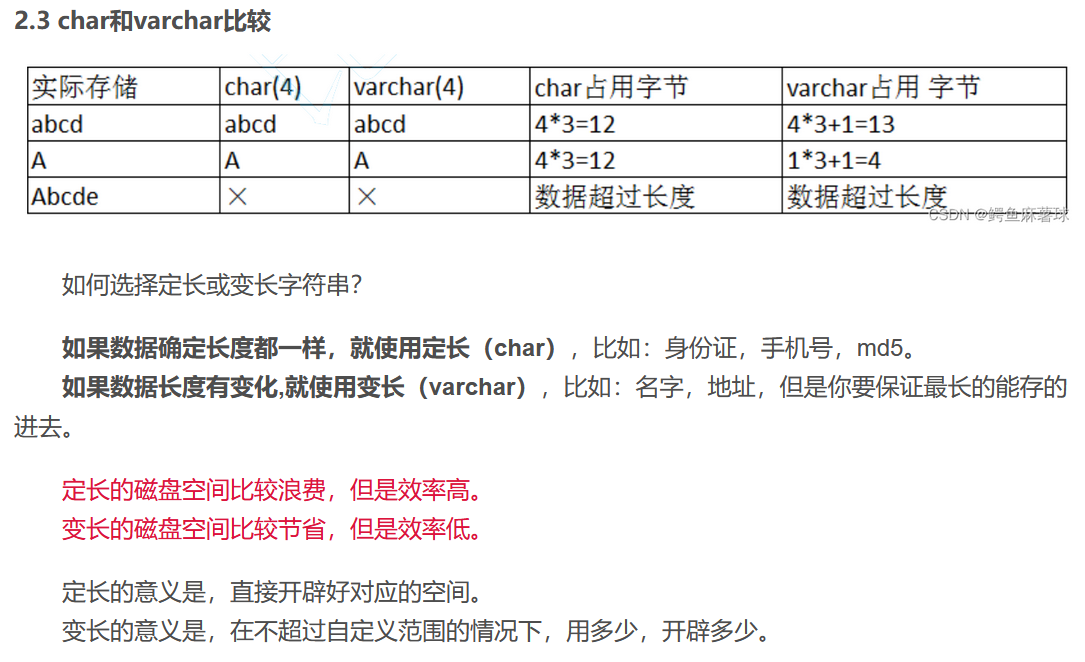 2.3 char和varchar比较
实际存储 char(4) varchar(4) char占用字节 varchar占用 字节
abcd abcd abcd 4*3=12 4*3+1=13
A A A 4*3=12 1*3+1=4
Abcde × × 数据超过长度 数据超过长度
CSDN @鳄鱼麻薯球
如何选择定长或变长字符串？
如果数据确定长度都一样，就使用定长（char），比如：身份证，手机号，md5。
如果数据长度有变化,就使用变长（varchar），比如：名字，地址，但是你要保证最长的能存的
进去。
定长的磁盘空间比较浪费，但是效率高。
变长的磁盘空间比较节省，但是效率低。
定长的意义是，直接开辟好对应的空间。
变长的意义是，在不超过自定义范围的情况下，用多少，开辟多少。